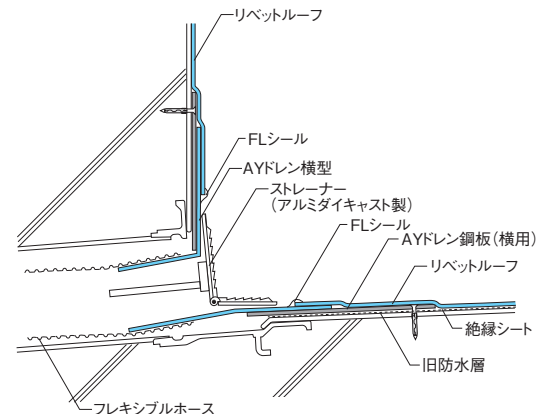 リベットルーフ
FLシール
AYドレン横型
ストレーナー
（アルミダイキャスト製）
FLシール
AYドレン鋼板（横用）
リベットルーフ
絶縁シート
旧防水層
フレキシブルホース